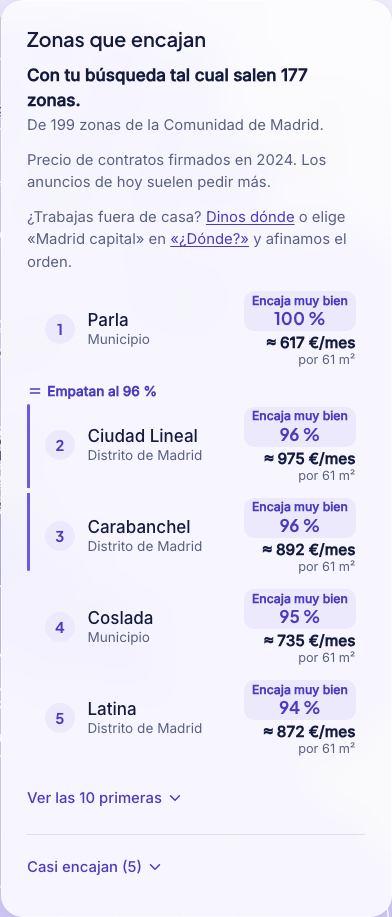 Zonas que encajan
Con tu búsqueda tal cual salen 177
zonas.
De 199 zonas de la Comunidad de Madrid.
Precio de contratos firmados en 2024. Los
anuncios de hoy suelen pedir más.
¿Trabajas fuera de casa? Dinos dónde o elige
«Madrid capital» en «¿Dónde?» y afinamos el
orden.
1
Parla
Municipio
Encaja muy bien
100 %
≈ 617 €/mes
por 61 m²
= Empatan al 96 %
2
Ciudad Lineal
Distrito de Madrid
Encaja muy bien
96 %
≈ 975 €/mes
por 61 m²
3
Carabanchel
Distrito de Madrid
Encaja muy bien
96 %
≈ 892 €/mes
por 61 m²
4
Coslada
Municipio
Encaja muy bien
95 %
≈ 735 €/mes
por 61 m²
5
Latina
Distrito de Madrid
Encaja muy bien
94 %
≈ 872 €/mes
por 61 m²
Ver las 10 primeras
Casi encajan (5)